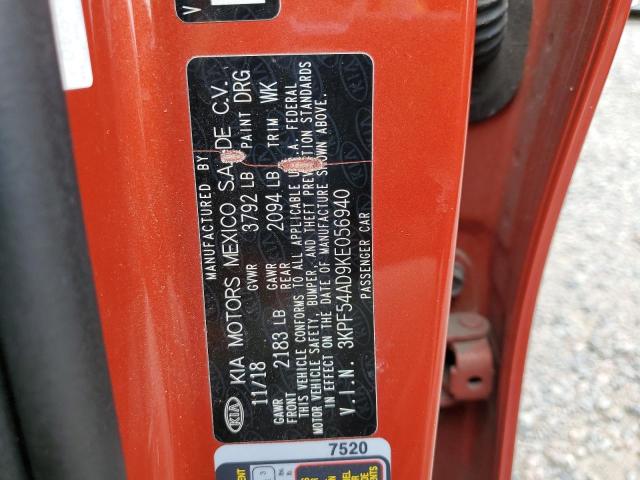 MANUFACTURED BY
KIA KIA MOTORS MEXICO S.A. DE C.V.
11/18 GVWR 3792 LB PAINT DRG
GAWR FRONT 2183 LB GAWR REAR 2094 LB TRIM WK
THIS VEHICLE CONFORMS TO ALL APPLICABLE U.S.A. FEDERAL
MOTOR VEHICLE SAFETY, BUMPER, AND THEFT PREVENTION STANDARDS
IN EFFECT ON THE DATE OF MANUFACTURE SHOWN ABOVE.
V.I.N. 3KPF54AD9KE056940
PASSENGER CAR
7520